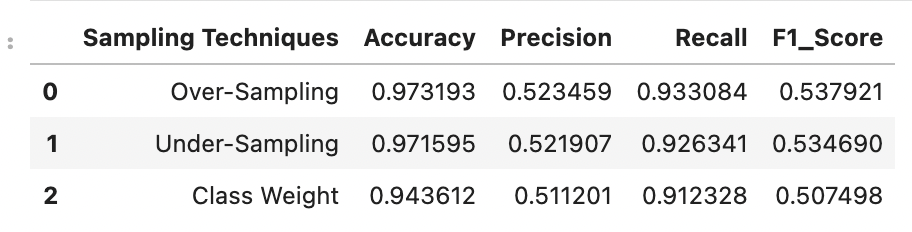 : Sampling Techniques Accuracy Precision Recall F1_Score
0 Over-Sampling 0.973193 0.523459 0.933084 0.537921
1 Under-Sampling 0.971595 0.521907 0.926341 0.534690
2 Class Weight 0.943612 0.511201 0.912328 0.507498